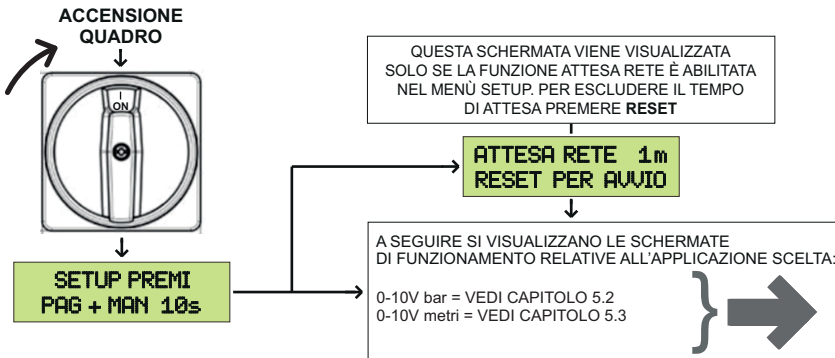 ACCENSIONE
QUADRO
I
ON
SETUP PREMI
PAG + MAN 10s
QUESTA SCHERMATA VIENE VISUALIZZATA
SOLO SE LA FUNZIONE ATTESA RETE È ABILITATA
NEL MENÙ SETUP. PER ESCLUDERE IL TEMPO
DI ATTESA PREMERE RESET
ATTESA RETE 1m
RESET PER AVVIO
A SEGUIRE SI VISUALIZZANO LE SCHERMATE
DI FUNZIONAMENTO RELATIVE ALL'APPLICAZIONE SCELTA:
0-10V bar = VEDI CAPITOLO 5.2
0-10V metri = VEDI CAPITOLO 5.3